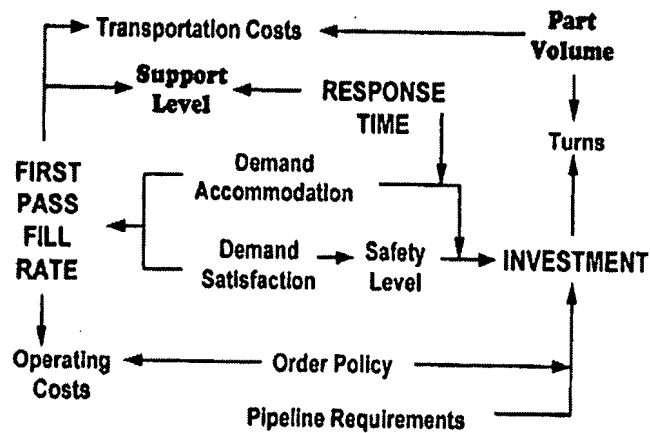 Transportation Costs
Part
Volume
Support
Level
RESPONSE
TIME
Turns
FIRST
PASS
FILL
RATE
Demand
Accommodation
Demand
Satisfaction
Safety
Level
INVESTMENT
Operating
Costs
Order Policy
Pipeline Requirements